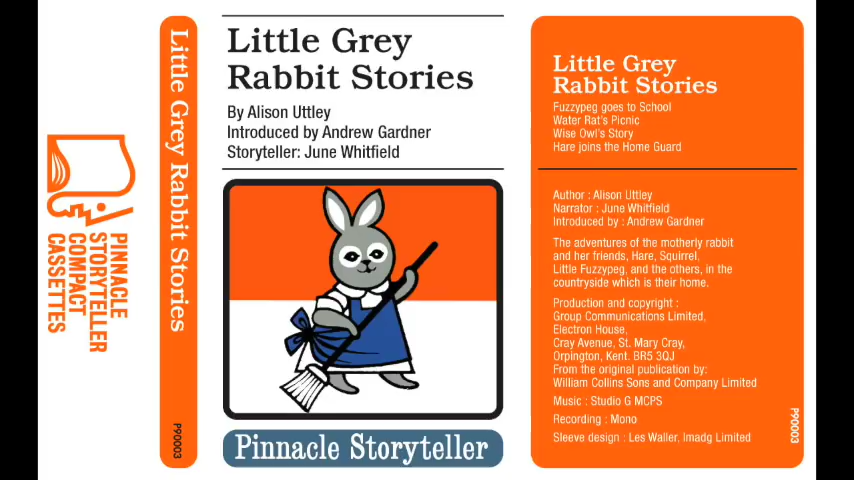 PINNACLE
STORYTELLER
COMPACT
CASSETTES
Little Grey Rabbit Stories
P90003
Little Grey
Rabbit Stories
By Alison Uttley
Introduced by Andrew Gardner
Storyteller: June Whitfield
Pinnacle Storyteller
Little Grey
Rabbit Stories
Fuzzypeg goes to School
Water Rat's Picnic
Wise Owl's Story
Hare joins the Home Guard
Author : Alison Uttley
Narrator : June Whitfield
Introduced by : Andrew Gardner
The adventures of the motherly rabbit
and her friends, Hare, Squirrel,
Little Fuzzypeg, and the others, in the
countryside which is their home.
Production and copyright :
Group Communications Limited,
Electron House,
Cray Avenue, St. Mary Cray,
Orpington, Kent. BR5 3QJ
From the original publication by:
William Collins Sons and Company Limited
Music : Studio G MCPS
Recording : Mono
Sleeve design : Les Waller, Imadg Limited
P90003